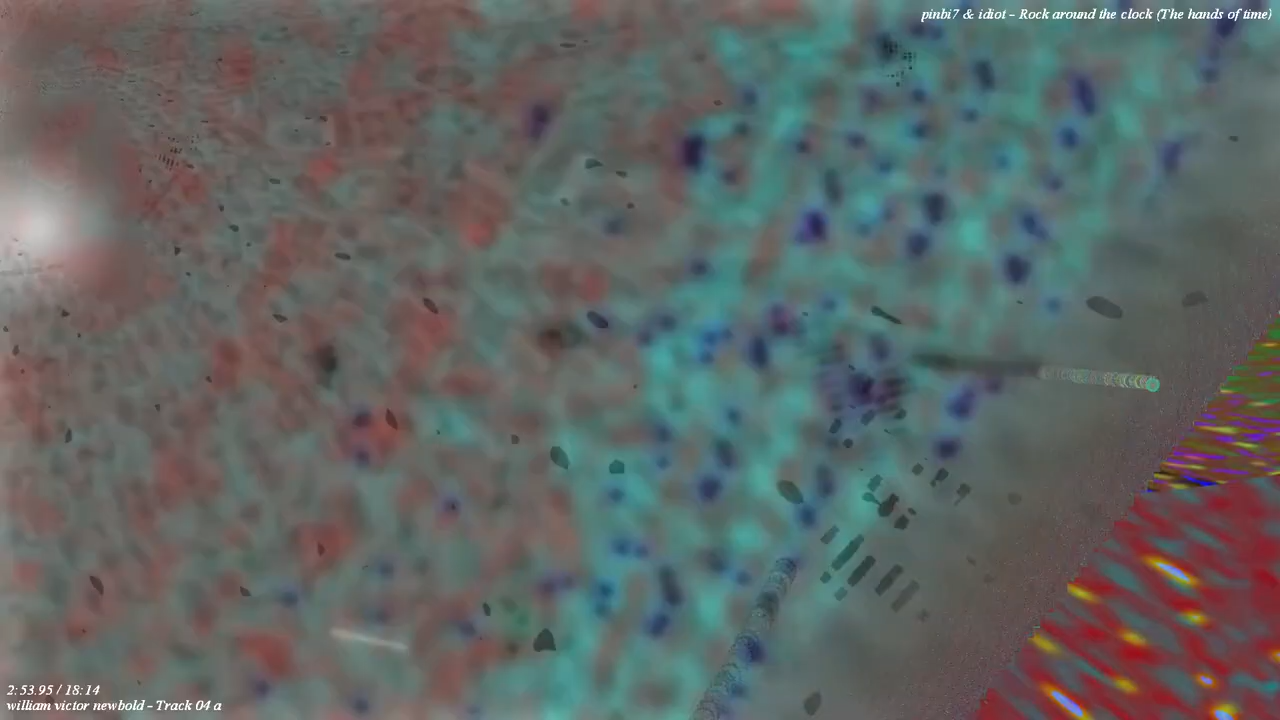 pinbi7 & idiot - Rock around the clock (The hands of time)
2:53.95 / 18:14
william victor newbold - Track 04 a